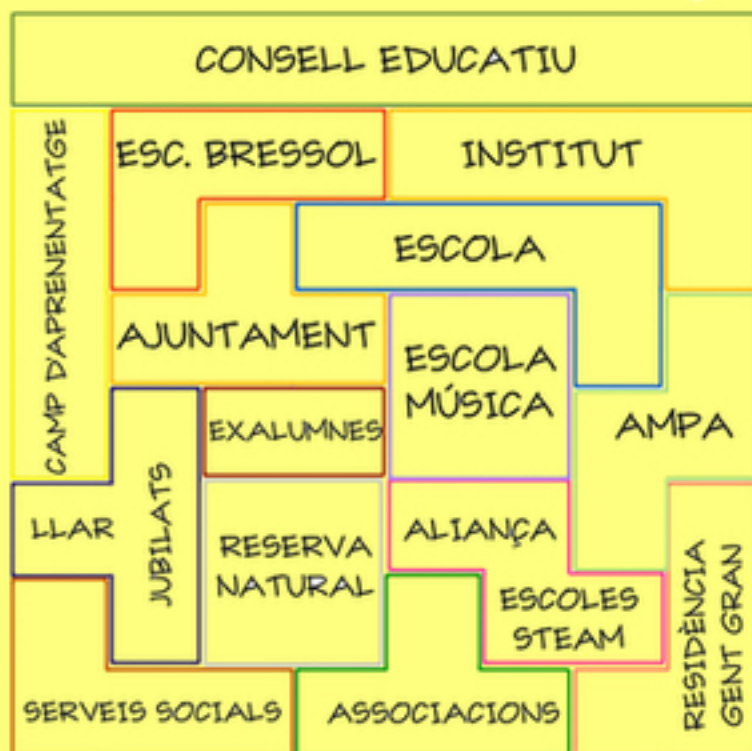 CONSELL EDUCATIU
CAMP D'APRENENTATGE
ESC. BRESSOL
INSTITUT
ESCOLA
AJUNTAMENT
ESCOLA
MÚSICA
AMPA
EXALUMNES
LLAR
JUBILATS
RESERVA
NATURAL
ALIANÇA
ESCOLES
STEAM
RESIDÈNCIA
GENT GRAN
SERVEIS SOCIALS
ASSOCIACIONS